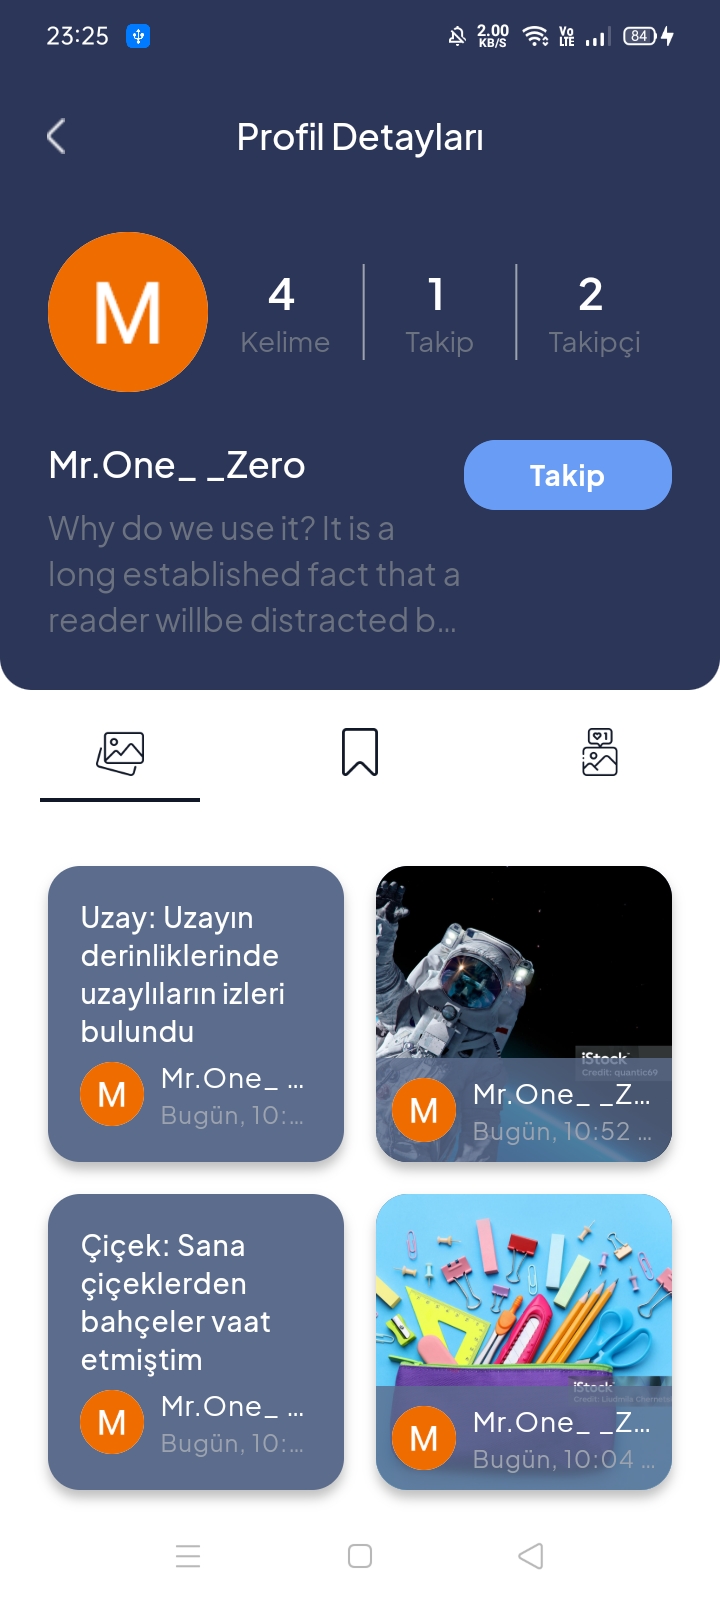 23:25
2.00
KB/S
Vo
LTE
84
Profil Detayları
M
4
1
2
Kelime
Takip
Takipçi
Mr.One_ _Zero
Takip
Why do we use it? It is a
long established fact that a
reader willbe distracted b...
1
Uzay: Uzayın
derinliklerinde
uzaylıların izleri
bulundu
M
Mr.One_ ...
Bugün, 10:...
iStock
Credit: quantic69
M
Mr.One_ _Z...
Bugün, 10:52 ...
Çiçek: Sana
çiçeklerden
bahçeler vaat
etmiştim
M
Mr.One_ ...
Bugün, 10:...
iStock
M
Mr.One_ _Z...
Bugün, 10:04 ...